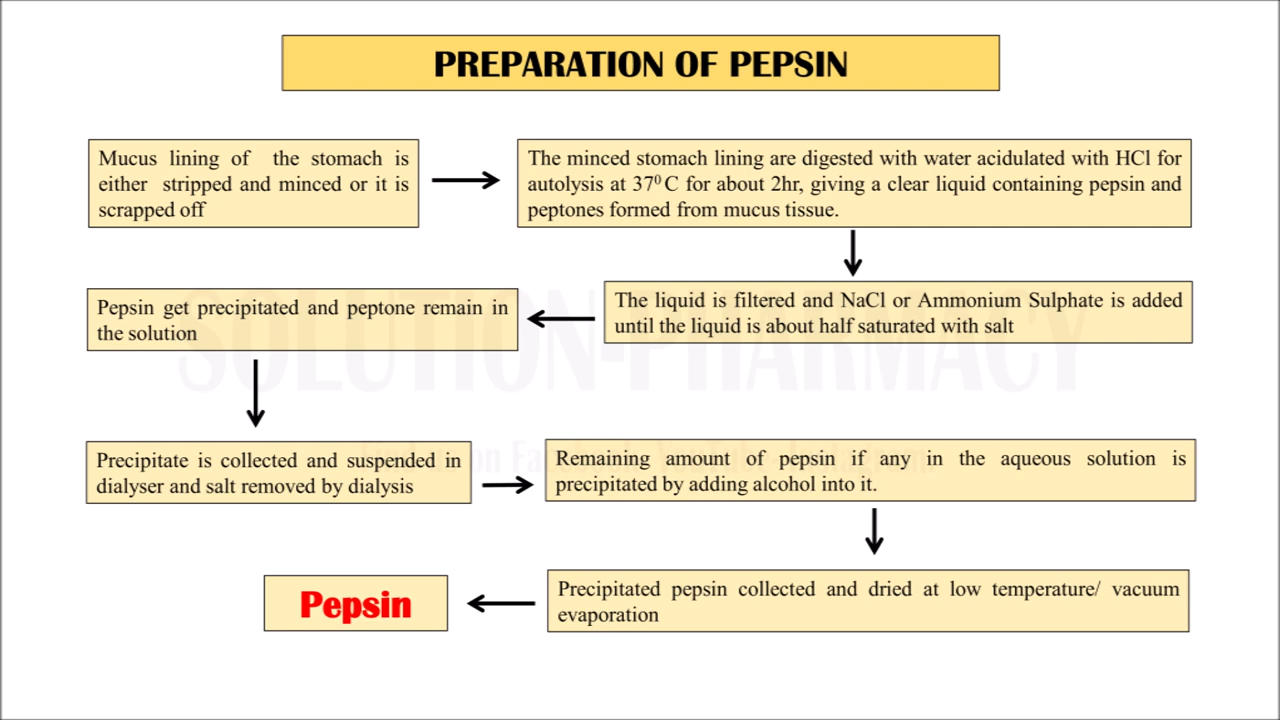 PREPARATION OF PEPSIN
Mucus lining of the stomach is
either stripped and minced or it is
scrapped off
The minced stomach lining are digested with water acidulated with HCl for
autolysis at 37⁰ C for about 2hr, giving a clear liquid containing pepsin and
peptones formed from mucus tissue.
The liquid is filtered and NaCl or Ammonium Sulphate is added
until the liquid is about half saturated with salt
Pepsin get precipitated and peptone remain in
the solution
SOLUTION-PHARMACY
Precipitate is collected and suspended in
dialyser and salt removed by dialysis
Remaining amount of pepsin if any in the aqueous solution is
precipitated by adding alcohol into it.
Precipitated pepsin collected and dried at low temperature/ vacuum
evaporation
Pepsin